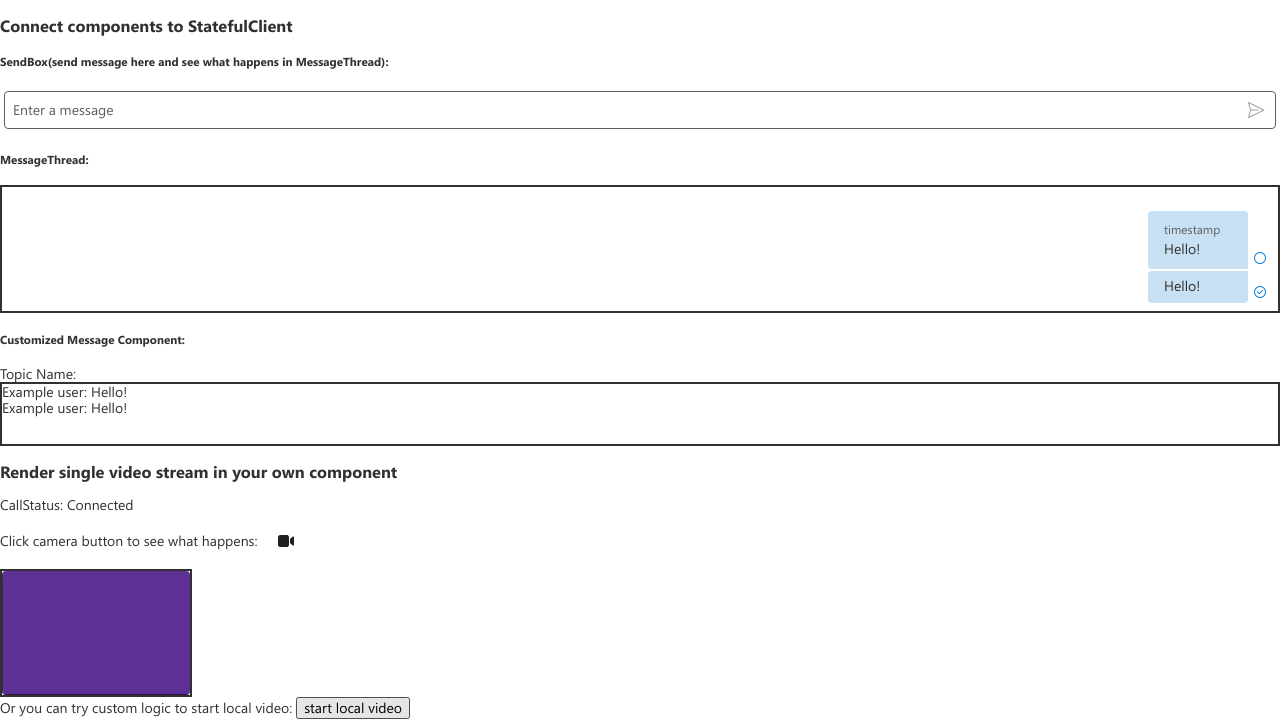 Connect components to StatefulClient
SendBox(send message here and see what happens in MessageThread):
Enter a message
MessageThread:
timestamp
Hello!
Hello!
Customized Message Component:
Topic Name:
Example user: Hello!
Example user: Hello!
Render single video stream in your own component
CallStatus: Connected
Click camera button to see what happens:
Or you can try custom logic to start local video: start local video